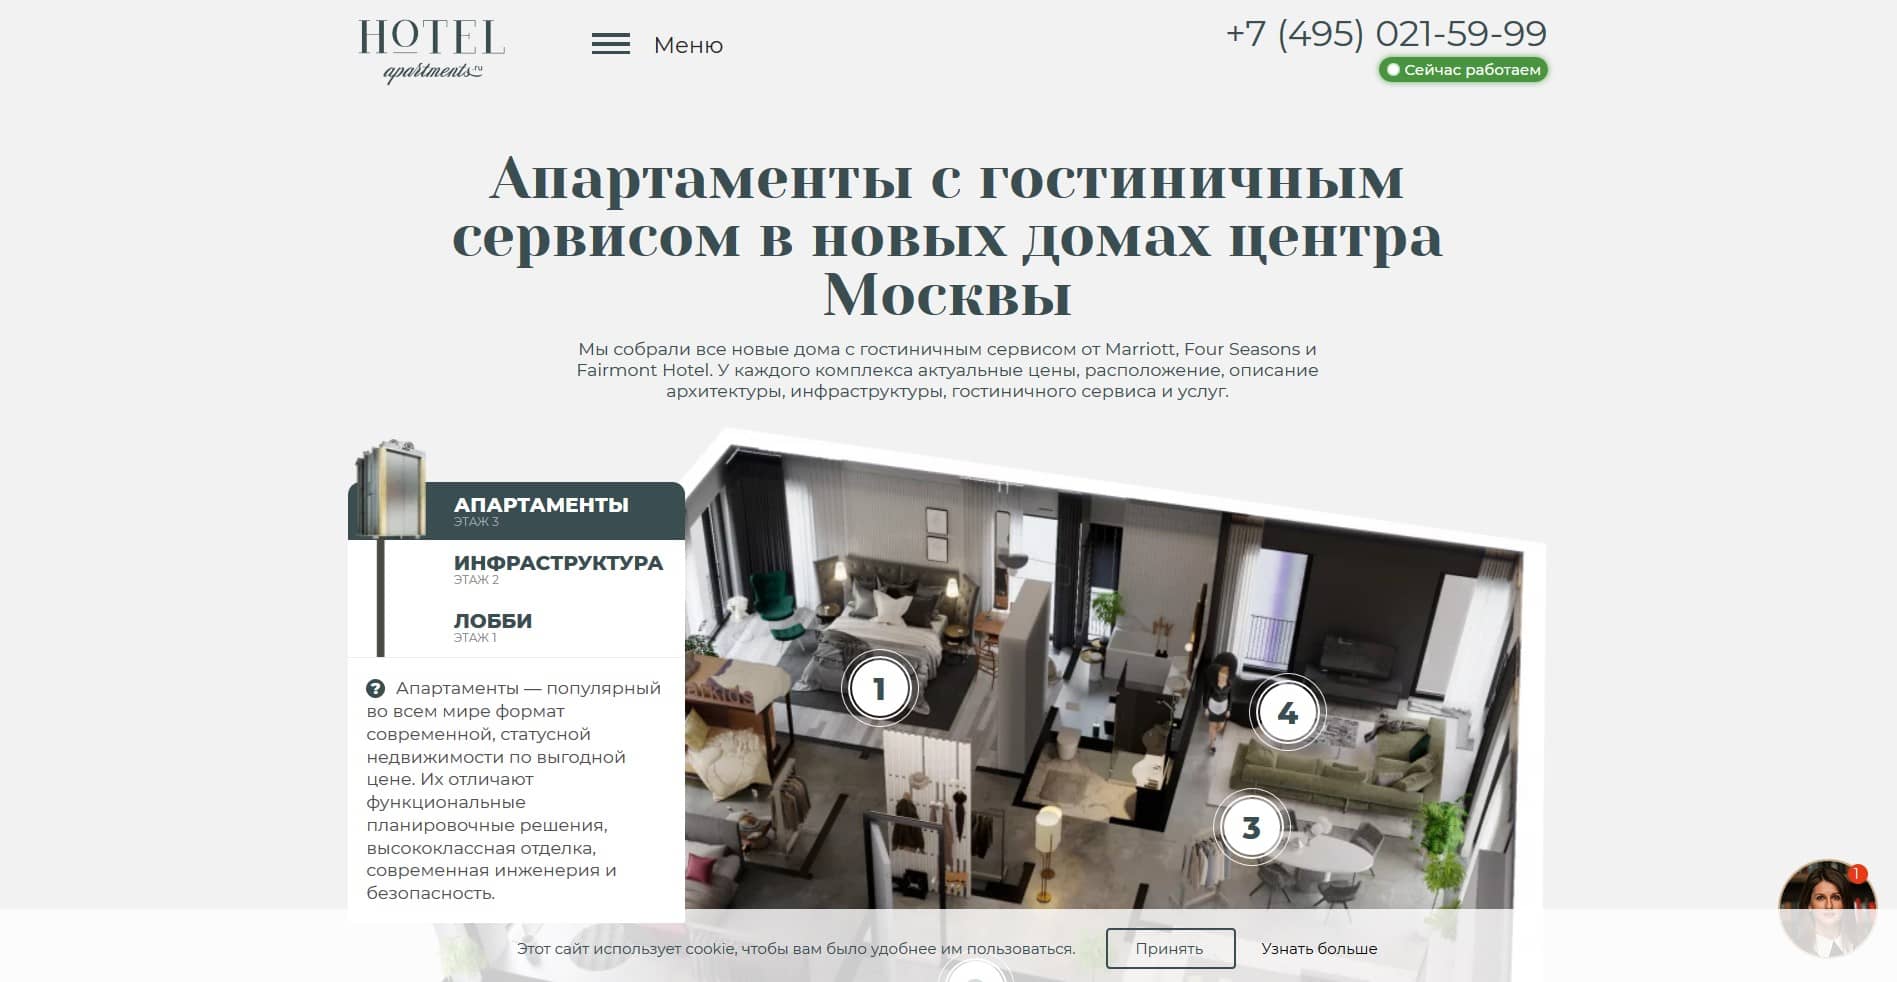 HOTEL
apartments.ru
Меню
+7 (495) 021-59-99
Сейчас работаем
Апартаменты с гостиничным
сервисом в новых домах центра
Москвы
Мы собрали все новые дома с гостиничным сервисом от Marriott, Four Seasons и
Fairmont Hotel. У каждого комплекса актуальные цены, расположение, описание
архитектуры, инфраструктуры, гостиничного сервиса и услуг.
АПАРТАМЕНТЫ
ЭТАЖ 3
ИНФРАСТРУКТУРА
ЭТАЖ 2
ЛОББИ
ЭТАЖ 1
? Апартаменты — популярный
во всем мире формат
современной, статусной
недвижимости по выгодной
цене. Их отличают
функциональные
планировочные решения,
высококлассная отделка,
современная инженерия и
безопасность.
1
4
3
1
Этот сайт использует cookie, чтобы вам было удобнее им пользоваться.
Принять
Узнать больше